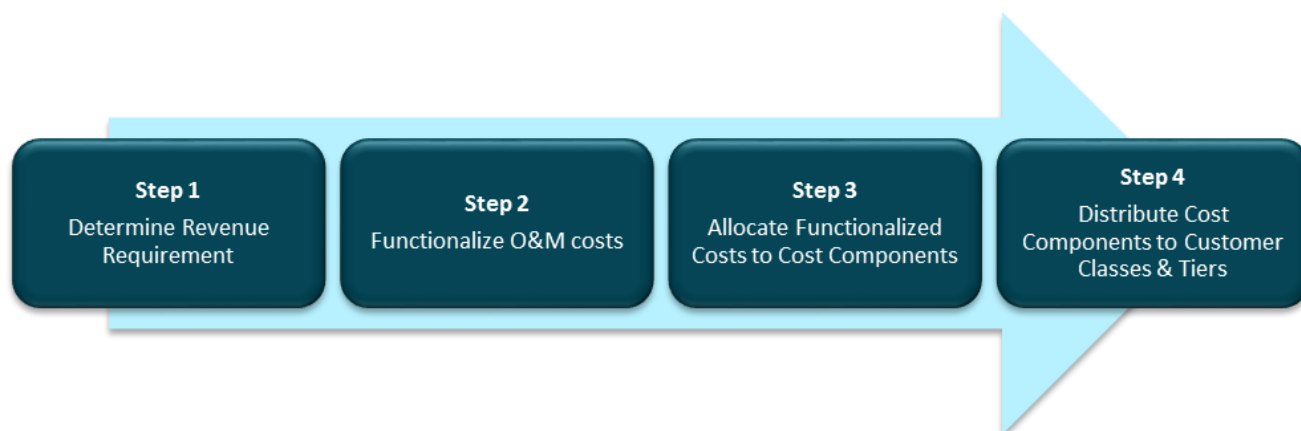 Step 1
Determine Revenue
Requirement
Step 2
Functionalize O&M costs
Step 3
Allocate Functionalized
Costs to Cost Components
Step 4
Distribute Cost
Components to Customer
Classes & Tiers